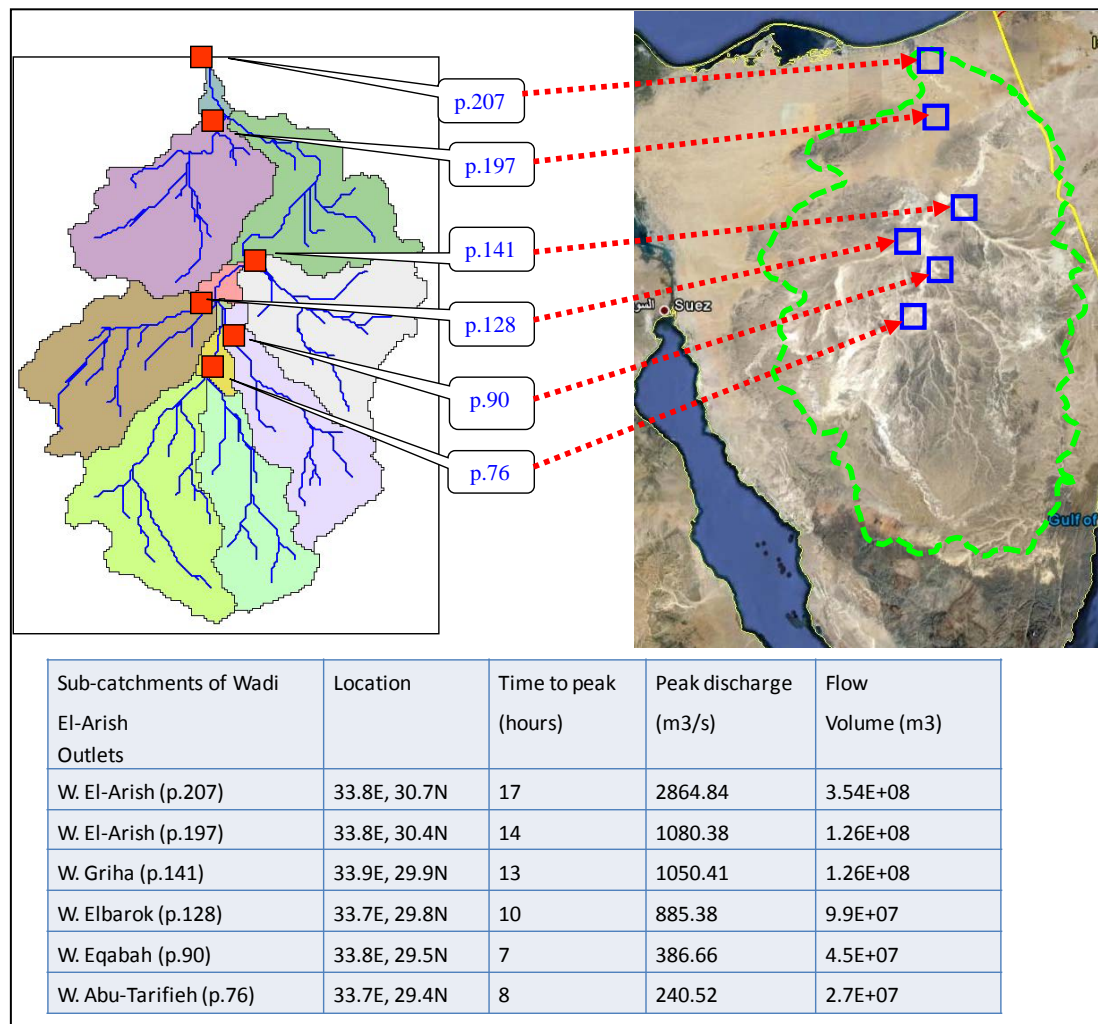 p.207
p.197
p.141
p.128
p.90
p.76
Suez
Gulf of
Sub-catchments of Wadi El-Arish Outlets
Location
Time to peak (hours)
Peak discharge (m3/s)
Flow Volume (m3)
W. El-Arish (p.207) 33.8E, 30.7N 17 2864.84 3.54E+08
W. El-Arish (p.197) 33.8E, 30.4N 14 1080.38 1.26E+08
W. Griha (p.141) 33.9E, 29.9N 13 1050.41 1.26E+08
W. Elbarok (p.128) 33.7E, 29.8N 10 885.38 9.9E+07
W. Eqabah (p.90) 33.8E, 29.5N 7 386.66 4.5E+07
W. Abu-Tarifieh (p.76) 33.7E, 29.4N 8 240.52 2.7E+07